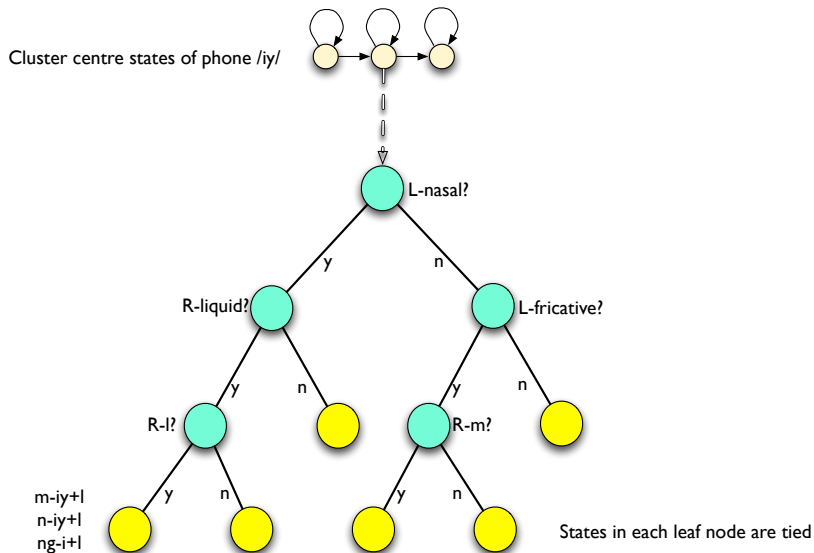 Cluster centre states of phone /iy/
L-nasal?
y
n
R-liquid?
L-fricative?
y
n
y
n
R-l?
R-m?
y
n
y
n
m-iy+l
n-iy+l
ng-i+l
States in each leaf node are tied